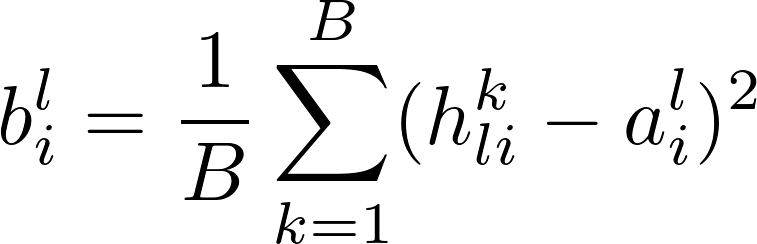 b_i^l = \frac{1}{B} \sum_{k=1}^{B} (h_{li}^k - a_i^l)^2